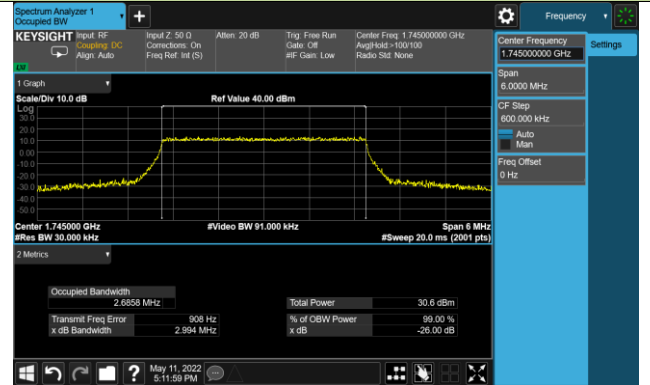 Spectrum Analyzer 1
Occupied BW
Frequency
KEYSIGHT
Input: RF
Coupling: DC
Align: Auto
Input Z: 50 Ω
Corrections: On
Freq Ref: Int (S)
Atten: 20 dB
Trig: Free Run
Gate: Off
#IF Gain: Low
Center Freq: 1.745000000 GHz
Avg|Hold:>100/100
Radio Std: None
Center Frequency
1.745000000 GHz
Settings
Span
6.0000 MHz
CF Step
600.000 kHz
Auto
Man
Freq Offset
0 Hz
1 Graph
Scale/Div 10.0 dB
Ref Value 40.00 dBm
Log
30.0
20.0
10.0
0.00
-10.0
-20.0
-30.0
-40.0
-50.0
Center 1.745000 GHz
#Video BW 91.000 kHz
Span 6 MHz
#Res BW 30.000 kHz
#Sweep 20.0 ms (2001 pts)
2 Metrics
Occupied Bandwidth
2.6858 MHz
Total Power
30.6 dBm
Transmit Freq Error
908 Hz
% of OBW Power
99.00 %
x dB Bandwidth
2.994 MHz
x dB
-26.00 dB
May 11, 2022
5:11:59 PM